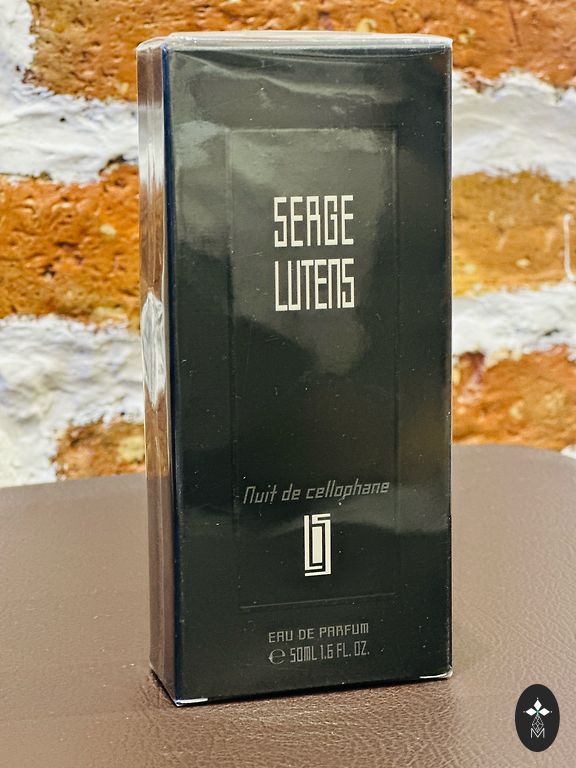 SERGE
LUTENS
Nuit de cellophane
EAU DE PARFUM
℮ 50ML 1.6 FL. OZ.
M